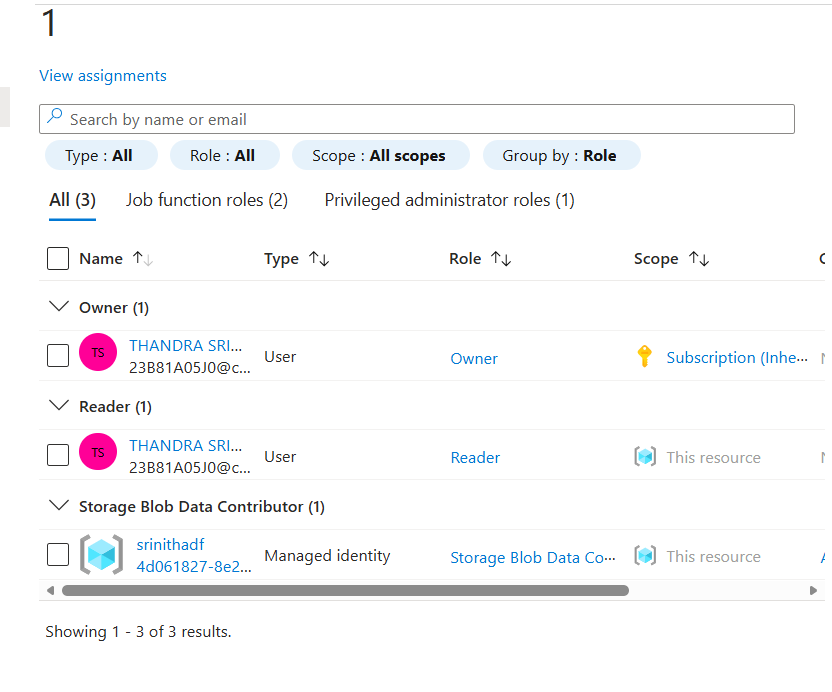 1
View assignments
Search by name or email
Type : All Role : All Scope : All scopes Group by : Role
All (3) Job function roles (2) Privileged administrator roles (1)
Name Type Role Scope
Owner (1)
TS THANDRA SRI... User Owner Subscription (Inhe...
23B81A05J0@c...
Reader (1)
TS THANDRA SRI... User Reader This resource
23B81A05J0@c...
Storage Blob Data Contributor (1)
srinithadf Managed identity Storage Blob Data Co... This resource
4d061827-8e2...
Showing 1 - 3 of 3 results.